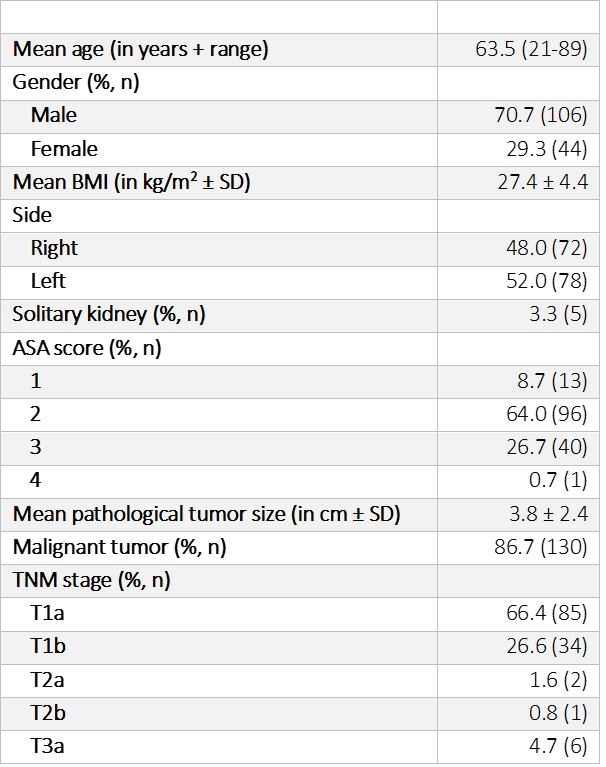 Mean age (in years + range) 63.5 (21-89)
Gender (%, n)
Male 70.7 (106)
Female 29.3 (44)
Mean BMI (in kg/m² ± SD) 27.4 ± 4.4
Side
Right 48.0 (72)
Left 52.0 (78)
Solitary kidney (%, n) 3.3 (5)
ASA score (%, n)
1 8.7 (13)
2 64.0 (96)
3 26.7 (40)
4 0.7 (1)
Mean pathological tumor size (in cm ± SD) 3.8 ± 2.4
Malignant tumor (%, n) 86.7 (130)
TNM stage (%, n)
T1a 66.4 (85)
T1b 26.6 (34)
T2a 1.6 (2)
T2b 0.8 (1)
T3a 4.7 (6)